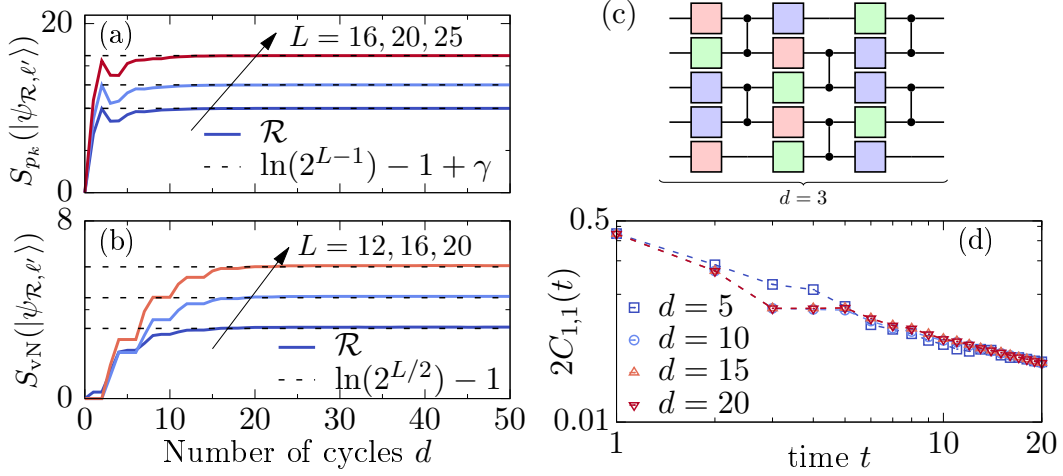 (a)
20
0
S_{p_k}(|ψ_{R,ℓ'}⟩)
L = 16, 20, 25
R
ln(2^{L−1}) − 1 + γ
(b)
8
0
S_{vN}(|ψ_{R,ℓ'}⟩)
L = 12, 16, 20
R
ln(2^{L/2}) − 1
0 10 20 30 40 50
Number of cycles d
(c)
d = 3
(d)
0.5
0.01
2C_{1,1}(t)
d = 5
d = 10
d = 15
d = 20
1 10 20
time t